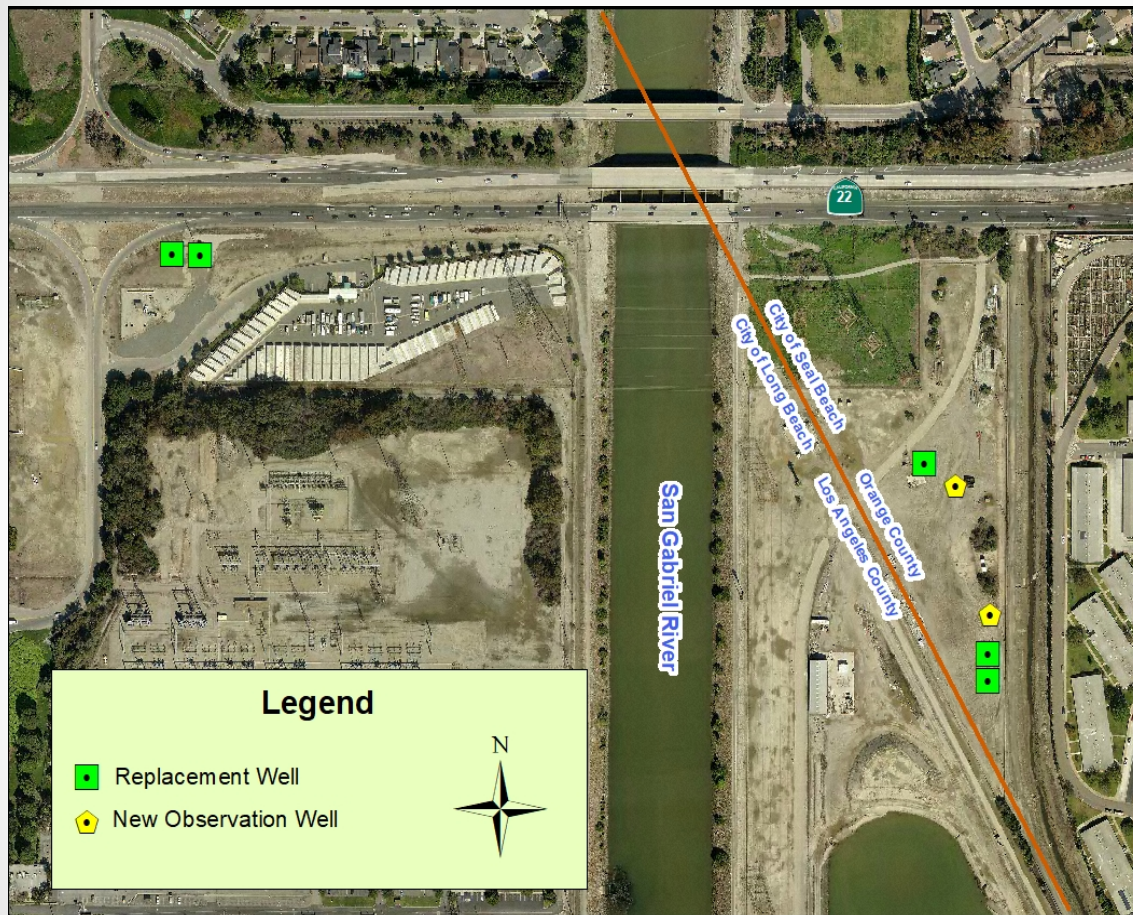 CALIFORNIA
22
City of Seal Beach
City of Long Beach
Orange County
Los Angeles County
San Gabriel River
Legend
N
Replacement Well
New Observation Well